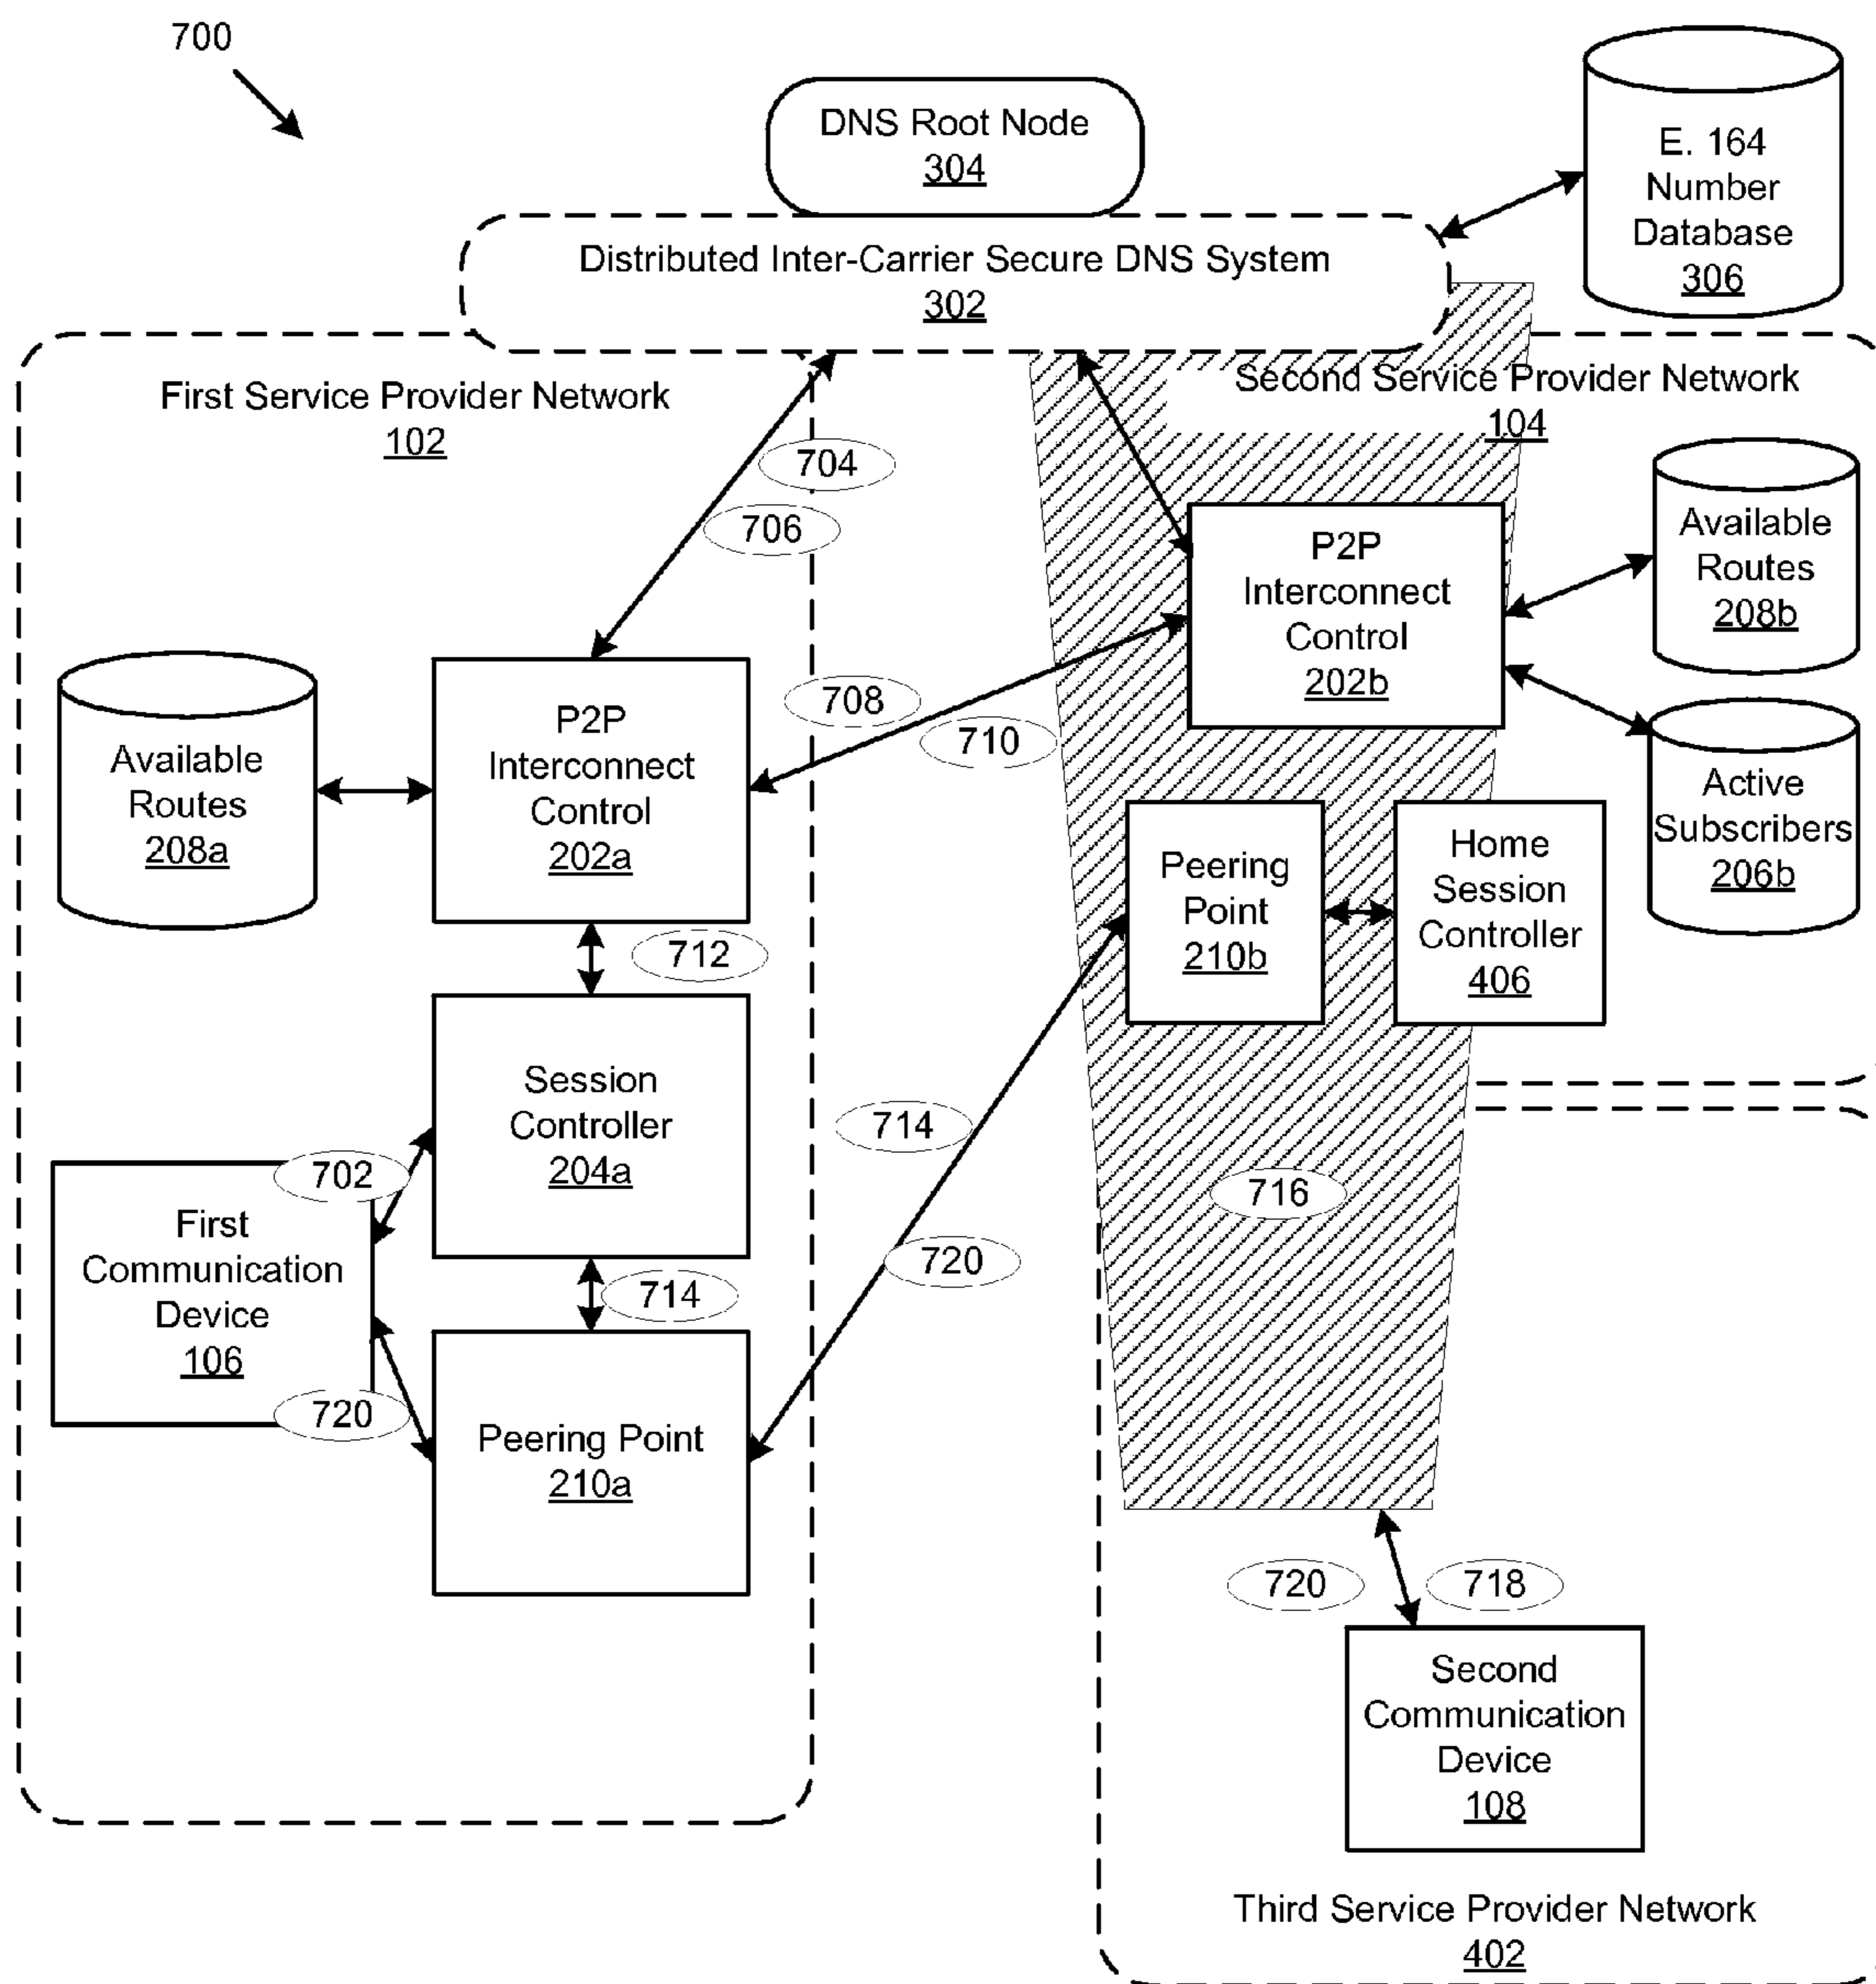 700
DNS Root Node
304
E. 164
Number
Database
306
Distributed Inter-Carrier Secure DNS System
302
First Service Provider Network
102
Second Service Provider Network
104
704
706
P2P
Interconnect
Control
202b
Available
Routes
208b
Available
Routes
208a
P2P
Interconnect
Control
202a
708
710
Active
Subscribers
206b
Peering
Point
210b
Home
Session
Controller
406
712
Session
Controller
204a
702
First
Communication
Device
106
720
714
Peering Point
210a
714
720
716
720
718
Second
Communication
Device
108
Third Service Provider Network
402